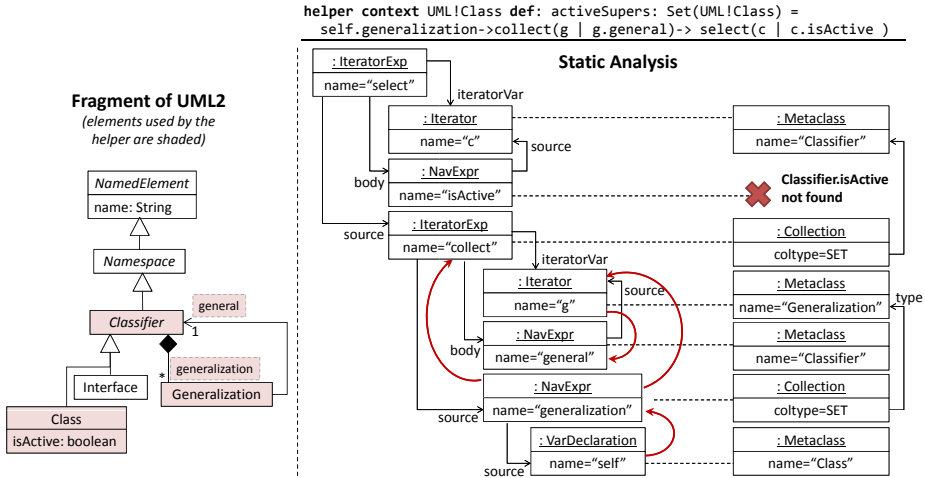 helper context UML!Class def: activeSupers: Set(UML!Class) =
self.generalization->collect(g | g.general)-> select(c | c.isActive )
Fragment of UML2
(elements used by the
helper are shaded)
NamedElement
name: String
Namespace
general
Classifier
1
generalization
*
Interface
Generalization
Class
isActive: boolean
Static Analysis
: IteratorExp
name=“select”
iteratorVar
: Iterator
name=“c”
source
: NavExpr
body
name=“isActive”
: IteratorExp
source
name=“collect”
iteratorVar
: Iterator
source
name=“g”
: NavExpr
body
name=“general”
: NavExpr
name=“generalization”
source
: VarDeclaration
name=“self”
source
: Metaclass
name=“Classifier”
Classifier.isActive
not found
: Collection
coltype=SET
: Metaclass
type
name=“Generalization”
: Metaclass
name=“Classifier”
: Collection
coltype=SET
: Metaclass
name=“Class”